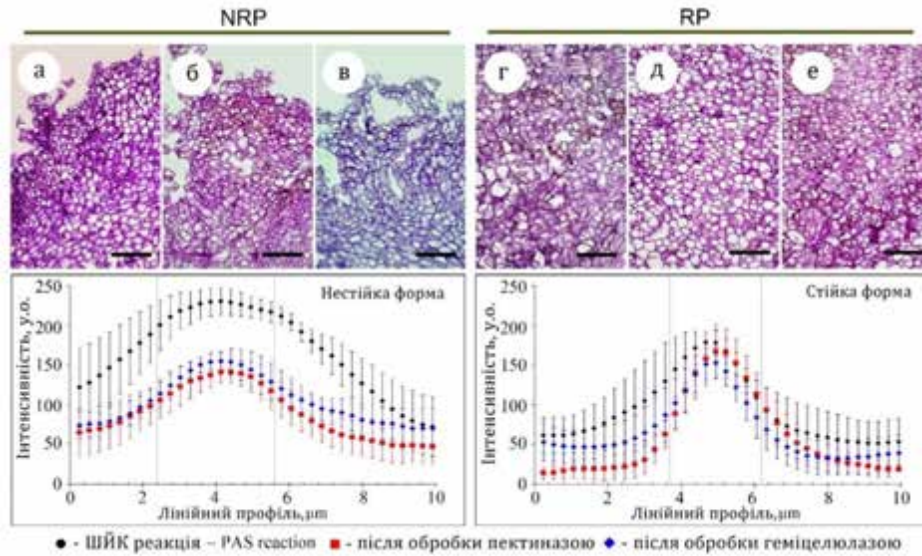 NRP RP
а б в г д е
Нестійка форма
Інтенсивність, у.о.
250
200
150
100
50
0
0 2 4 6 8 10
Лінійний профіль,µm
Стійка форма
Інтенсивність, у.о.
250
200
150
100
50
0
0 2 4 6 8 10
Лінійний профіль,µm
● - ШЙК реакція – PAS reaction ■ - після обробки пектиназою ◆ - після обробки геміцелюлазою